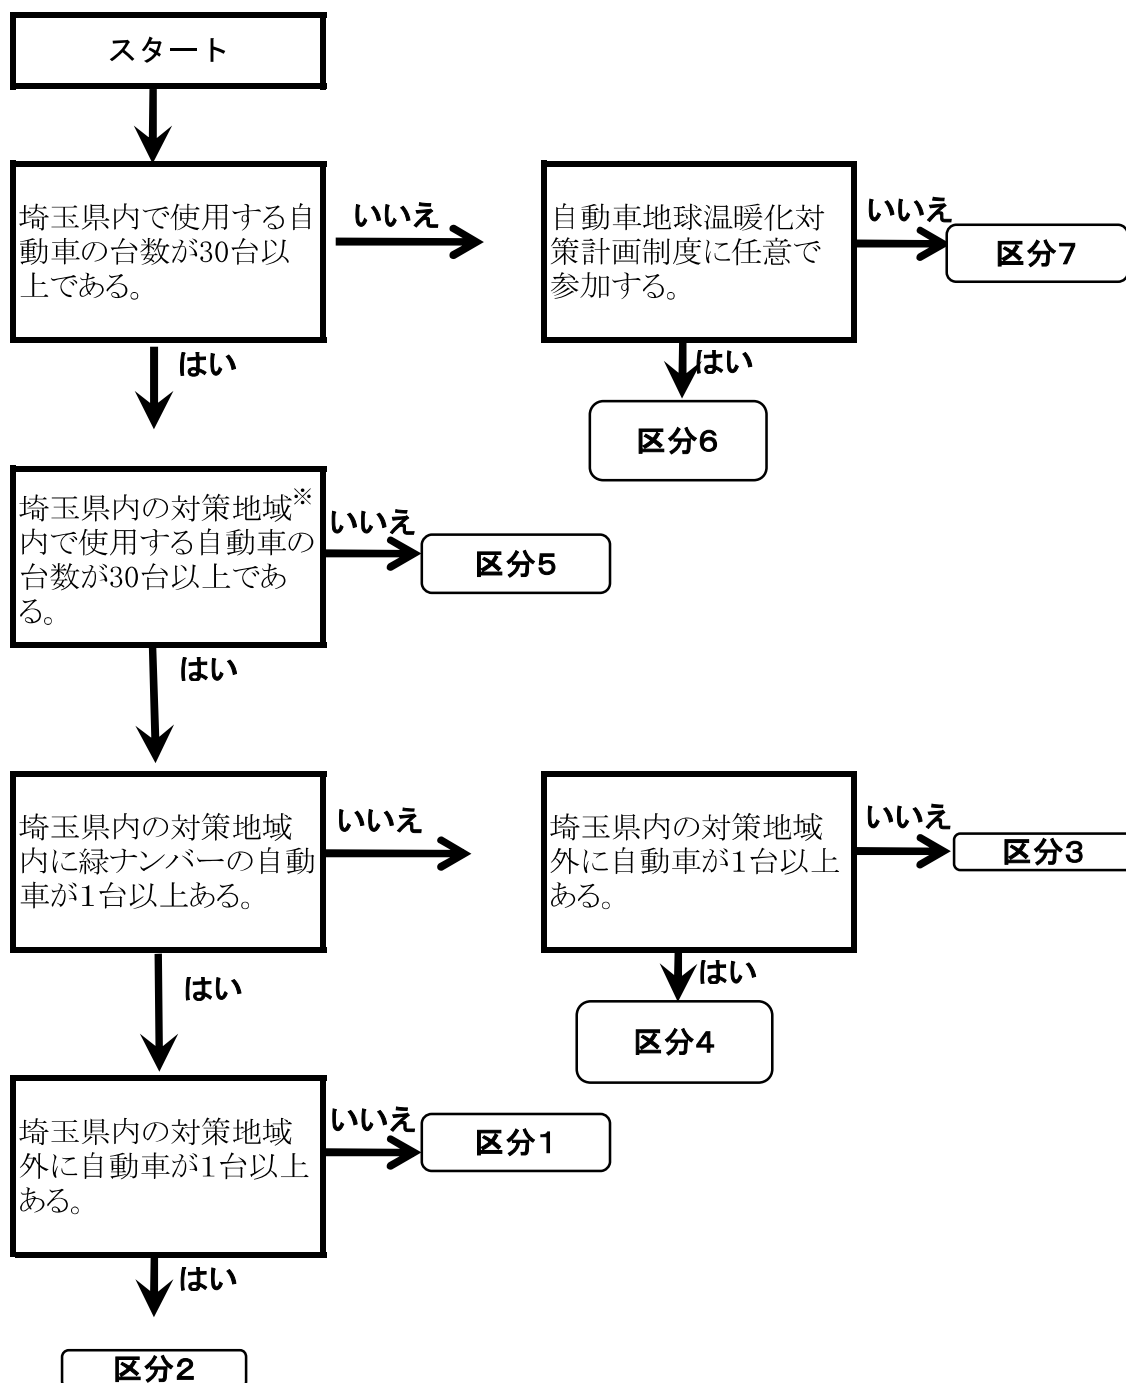 スタート
埼玉県内で使用する自
動車の台数が30台以
上である。
いいえ
自動車地球温暖化対
策計画制度に任意で
参加する。
いいえ
区分7
はい
はい
区分6
埼玉県内の対策地域※
内で使用する自動車の
台数が30台以上であ
る。
いいえ
区分5
はい
埼玉県内の対策地域
内に緑ナンバーの自動
車が1台以上ある。
いいえ
埼玉県内の対策地域
外に自動車が1台以上
ある。
いいえ
区分3
はい
はい
区分4
埼玉県内の対策地域
外に自動車が1台以上
ある。
いいえ
区分1
はい
区分2